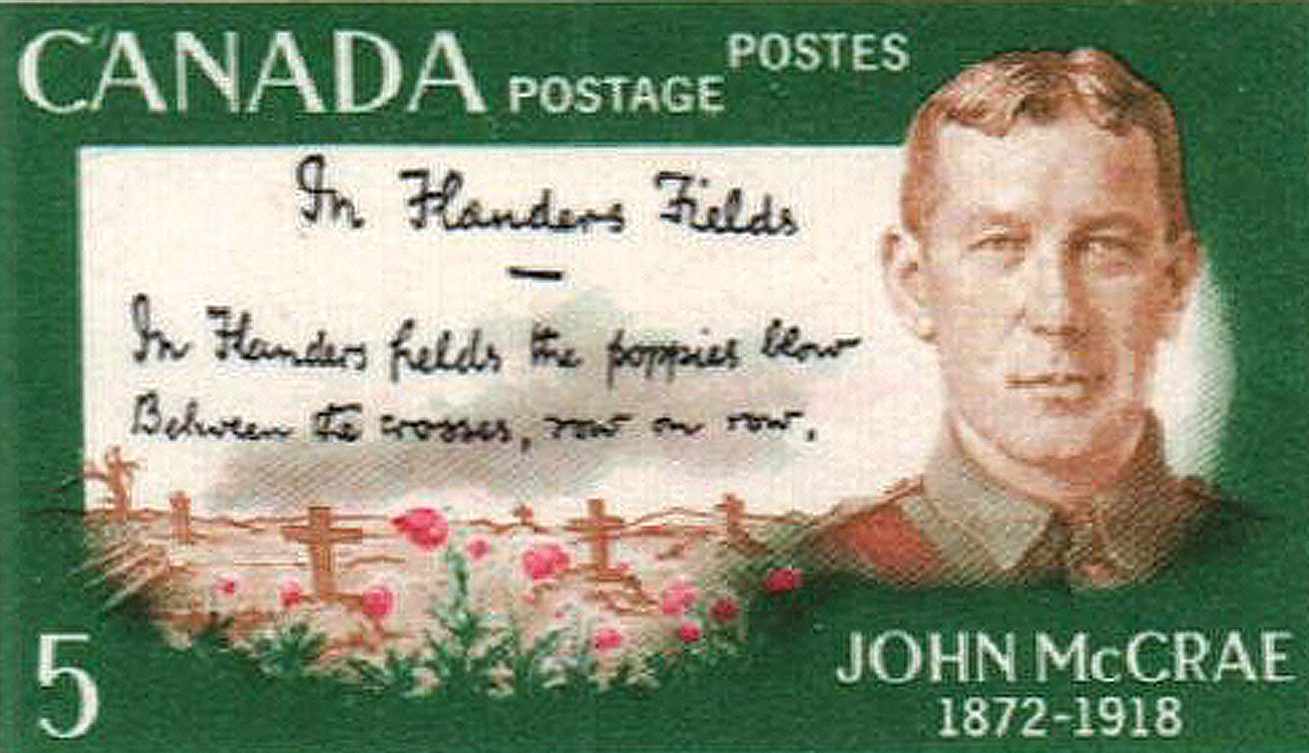 CANADA POSTAGE POSTES
In Flanders Fields
—
In Flanders fields the poppies blow
Between the crosses, row on row,
5
JOHN McCRAE
1872-1918